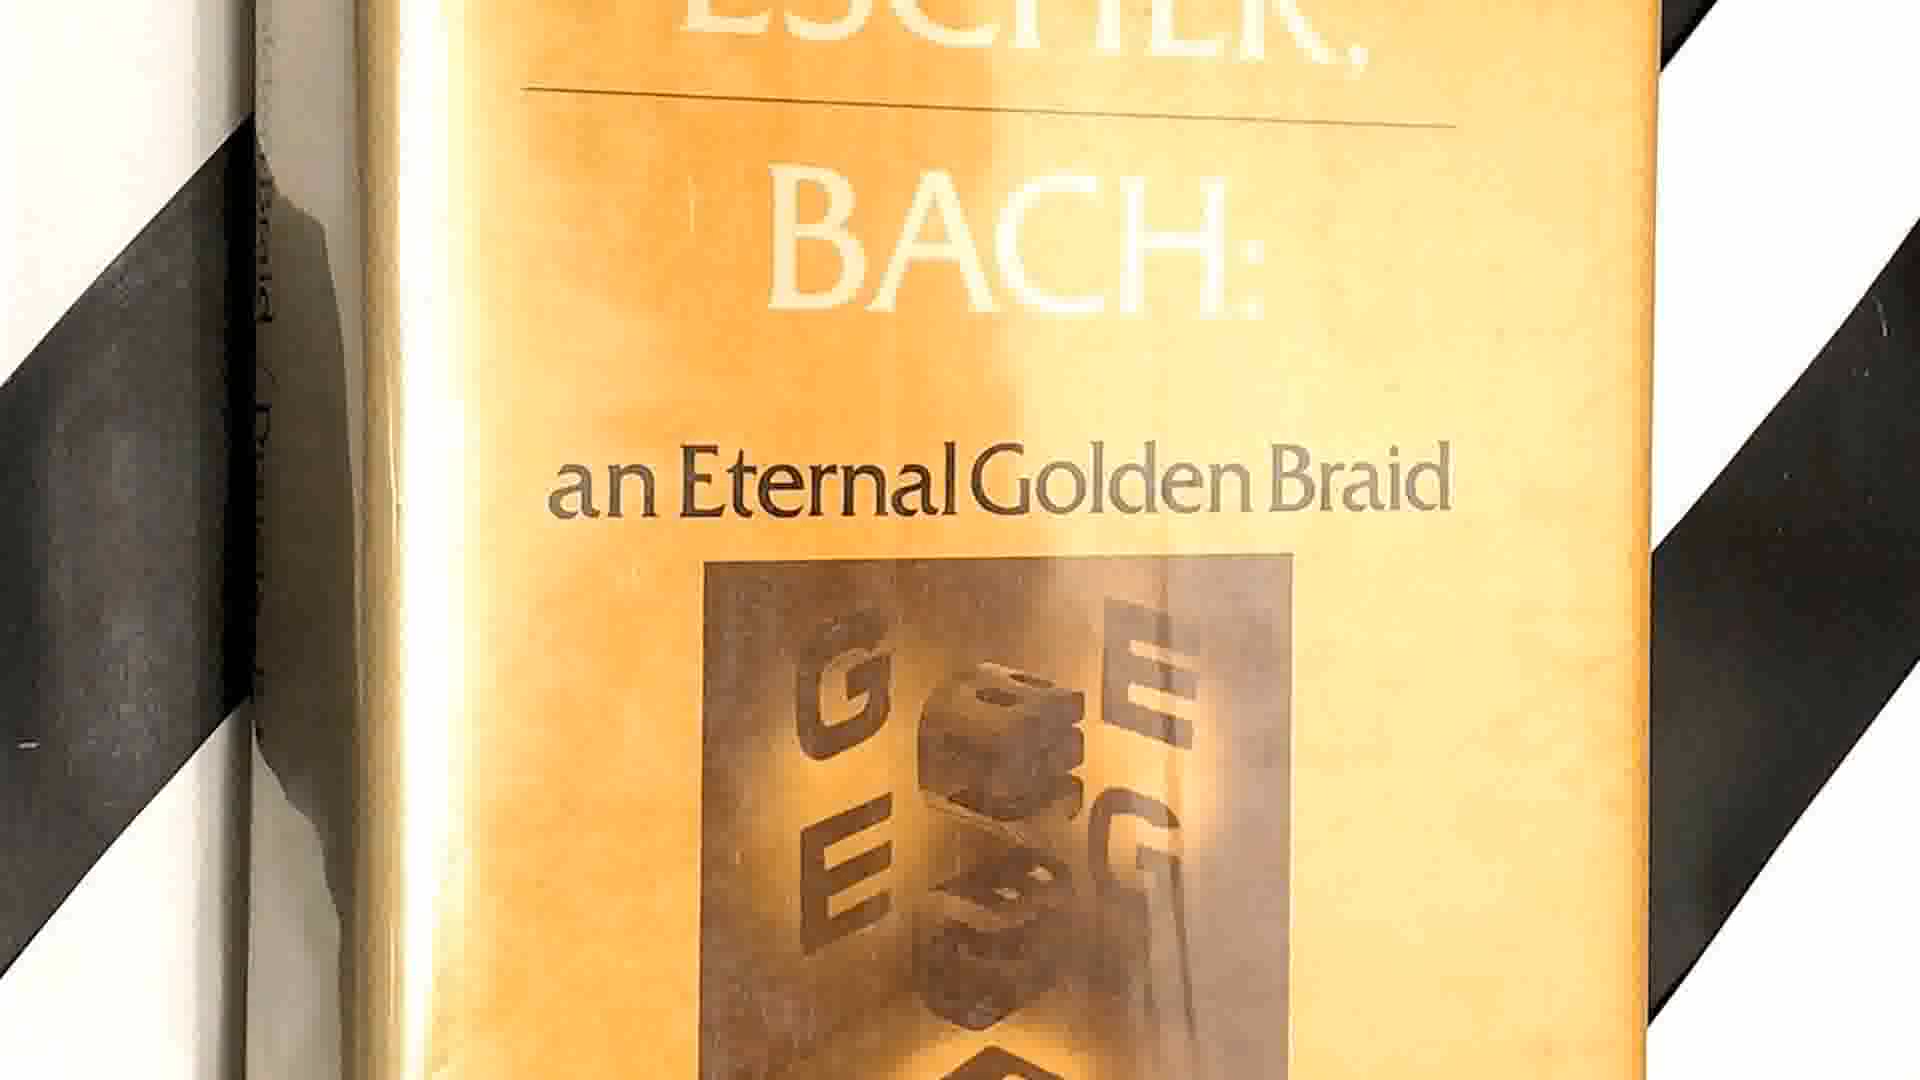 ESCHER,
BACH:
an Eternal Golden Braid
G E
E G